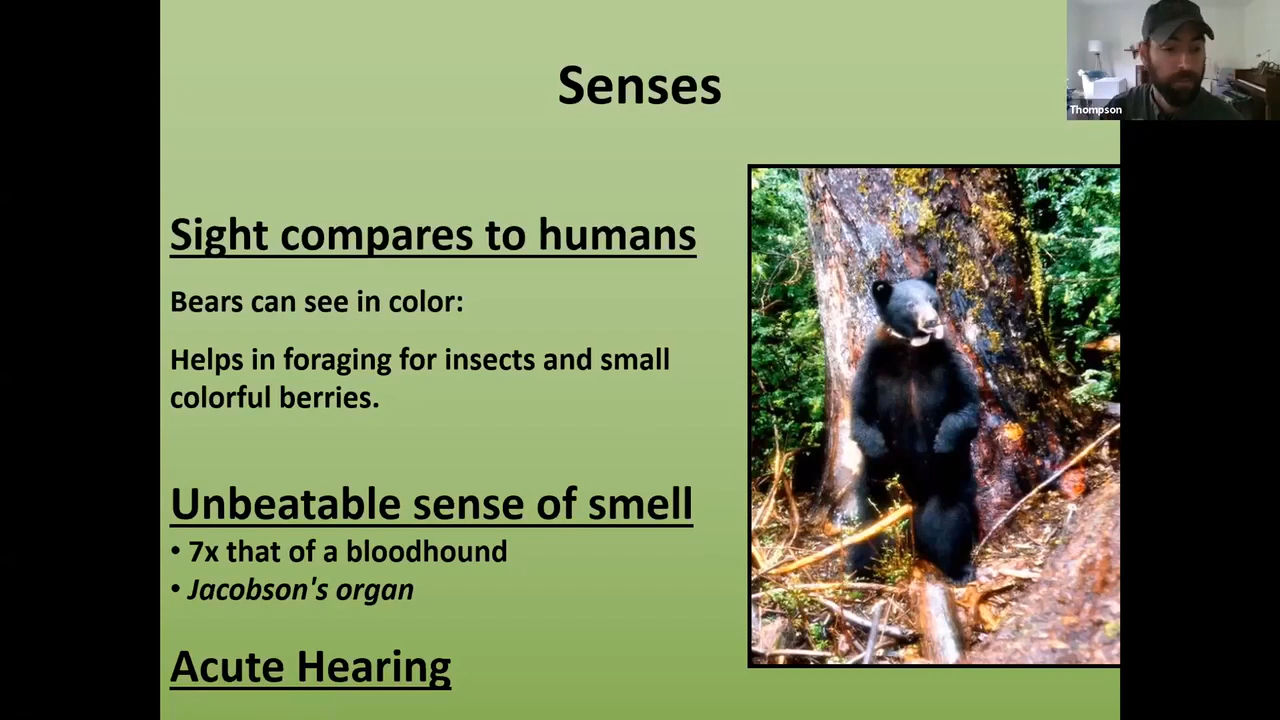 Senses
Thompson
Sight compares to humans
Bears can see in color:
Helps in foraging for insects and small
colorful berries.
Unbeatable sense of smell
• 7x that of a bloodhound
• Jacobson's organ
Acute Hearing